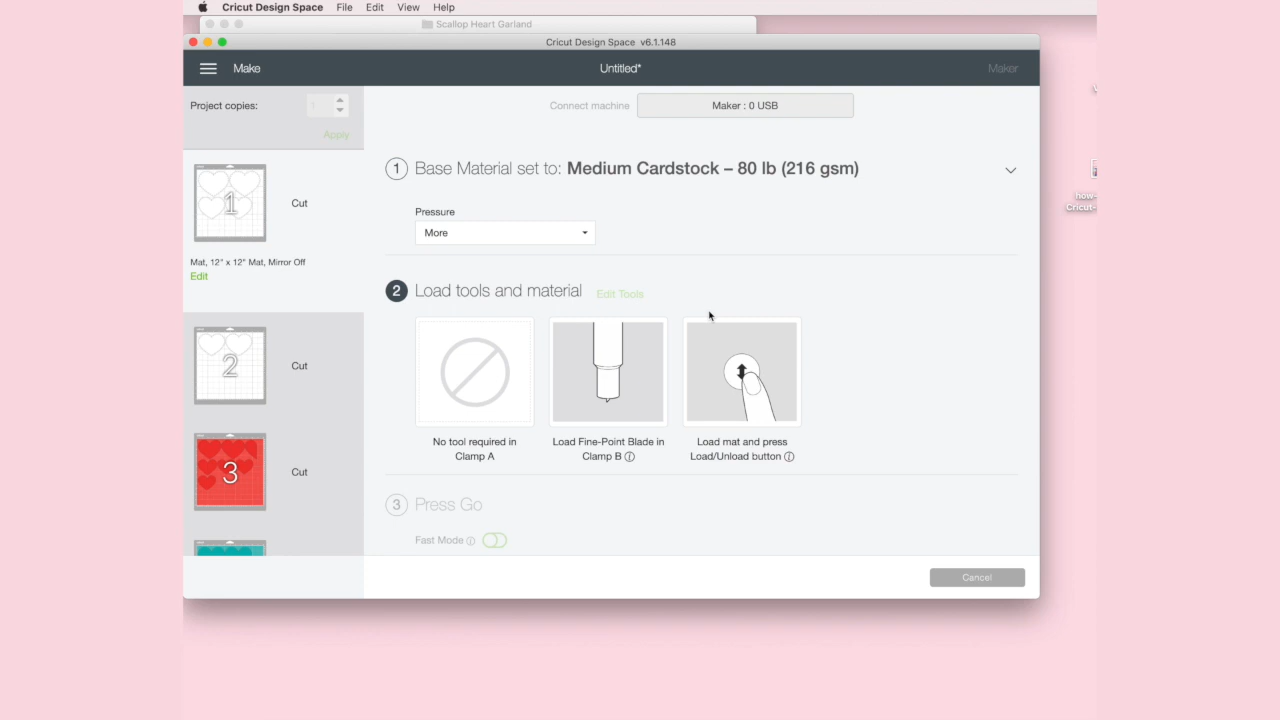 Cricut Design Space File Edit View Help
Scallop Heart Garland
Cricut Design Space v6.1.148
Make
Untitled*
Maker
Project copies:
1
Apply
Connect machine
Maker : 0 USB
1 Base Material set to: Medium Cardstock – 80 lb (216 gsm)
Pressure
More
1
Cut
Mat, 12" x 12" Mat, Mirror Off
Edit
2
Cut
3
Cut
2 Load tools and material
Edit Tools
No tool required in
Clamp A
Load Fine-Point Blade in
Clamp B
Load mat and press
Load/Unload button
3 Press Go
Fast Mode
Cancel
how-
Cricut-